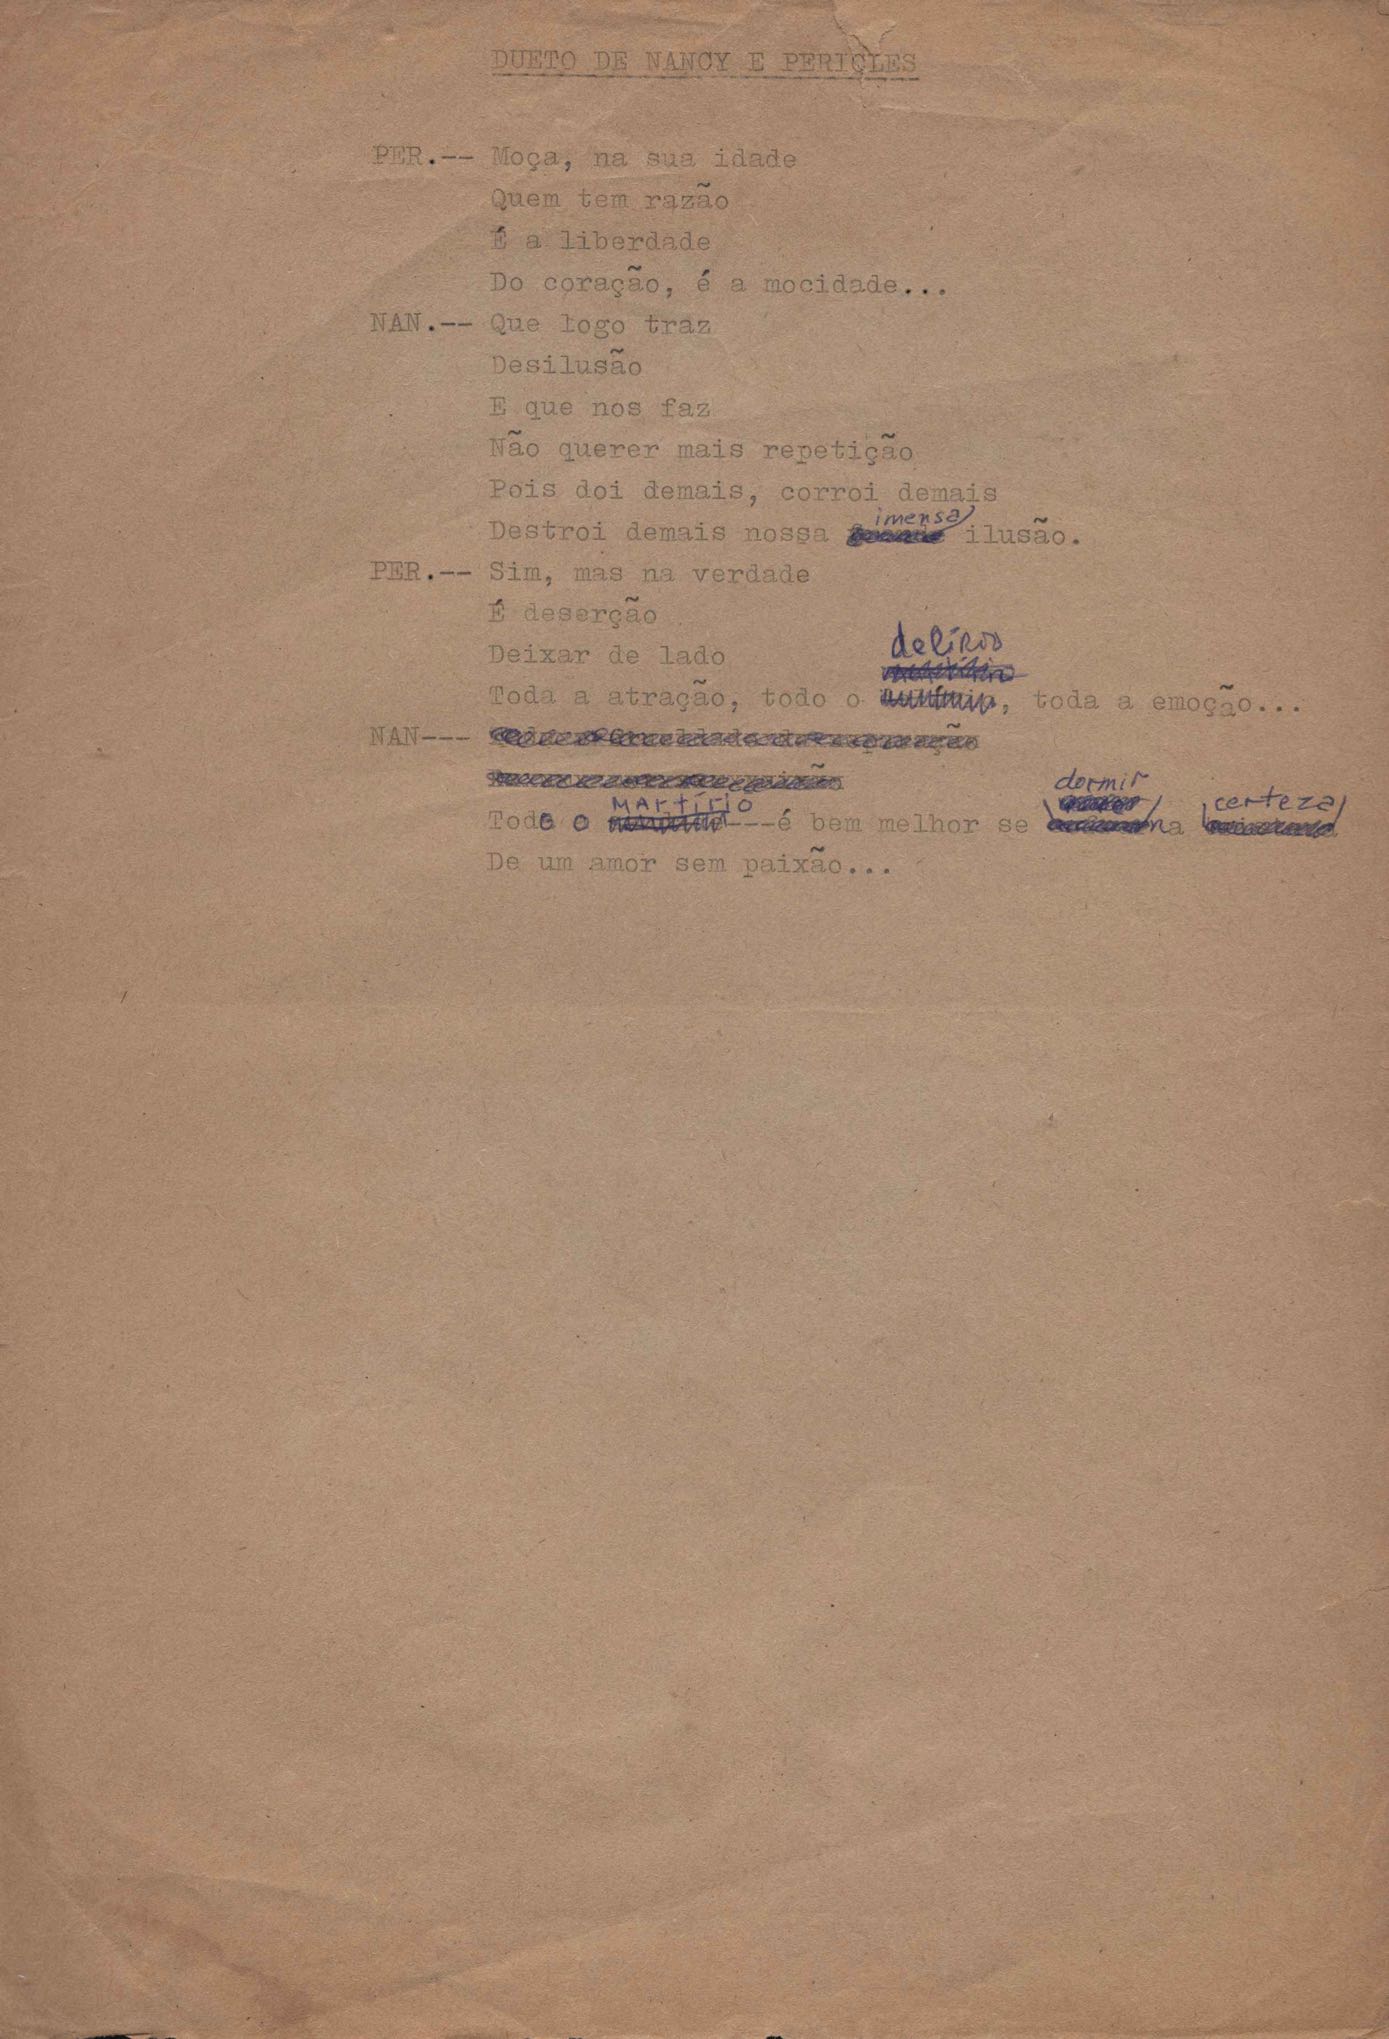 DUETO DE NANCY E PERICLES
PER.-- Moça, na sua idade
Quem tem razão
É a liberdade
Do coração, é a mocidade...
NAN.-- Que logo traz
Desilusão
E que nos faz
Não querer mais repetição
Pois doi demais, corroi demais
imensa
Destroi demais nossa ilusão.
PER.-- Sim, mas na verdade
É deserção
Deixar de lado
delírio
Toda a atração, todo o , toda a emoção...
NAN---
dormir
MArtírio certeza
Todo o ---é bem melhor se na
De um amor sem paixão...